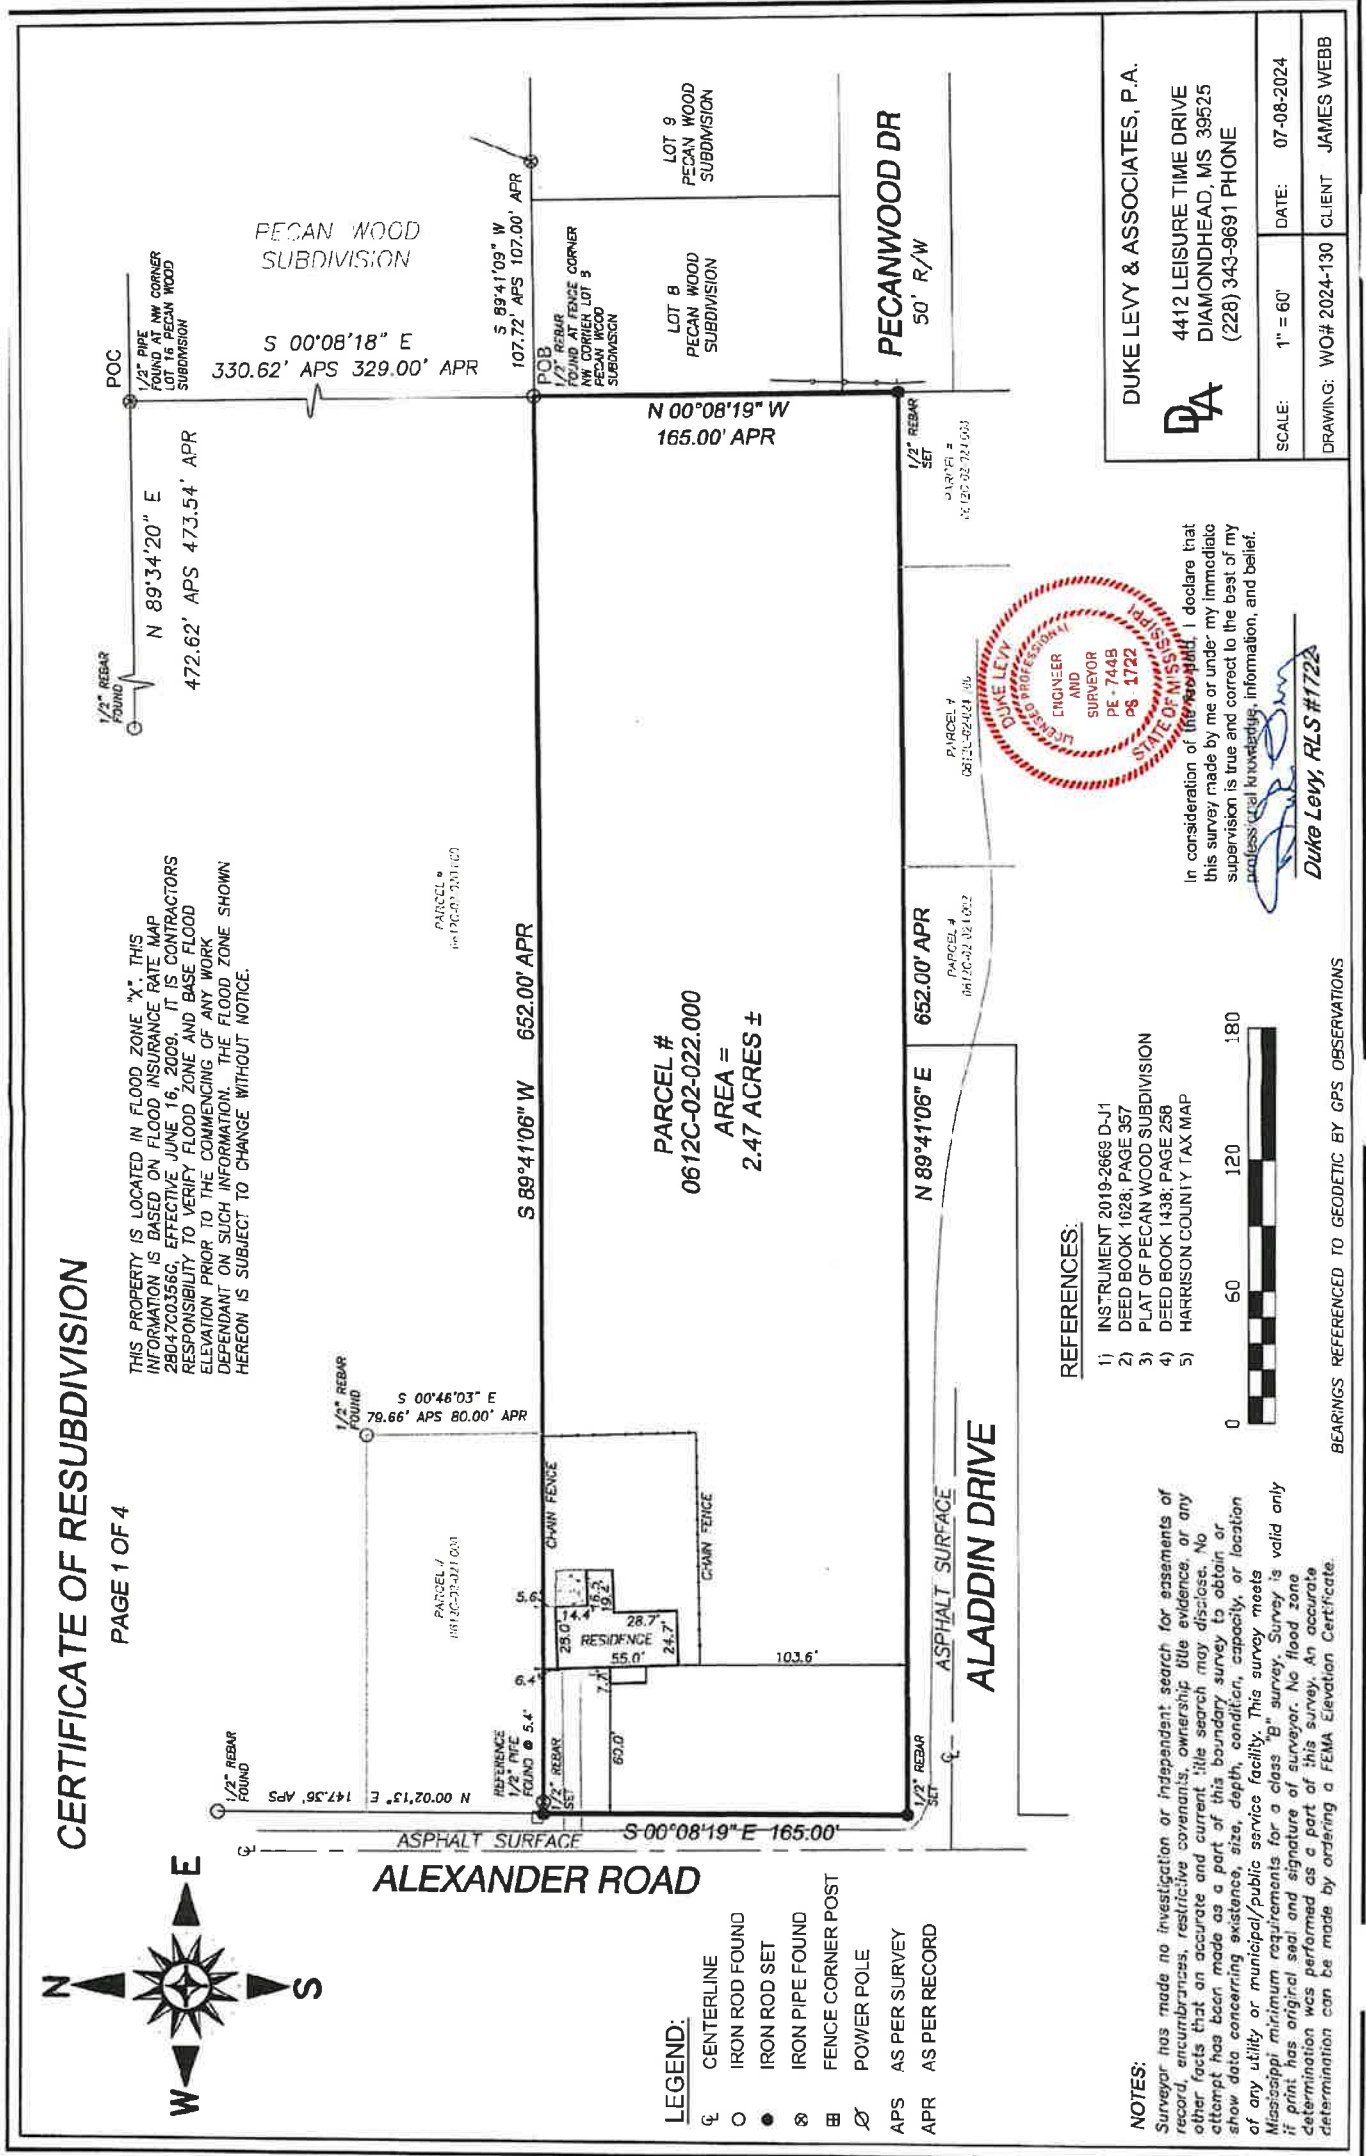 CERTIFICATE OF RESUBDIVISION
PAGE 1 OF 4
N
W
E
S
THIS PROPERTY IS LOCATED IN FLOOD ZONE "X". THIS
INFORMATION IS BASED ON FLOOD INSURANCE RATE MAP
28047C0356G, EFFECTIVE JUNE 16, 2009. IT IS CONTRACTORS
RESPONSIBILITY TO VERIFY FLOOD ZONE AND BASE FLOOD
ELEVATION PRIOR TO THE COMMENCING OF ANY WORK
DEPENDANT ON SUCH INFORMATION. THE FLOOD ZONE SHOWN
HEREON IS SUBJECT TO CHANGE WITHOUT NOTICE.
1/2" REBAR
FOUND
N 89°34'20" E
472.62' APS 473.54' APR
POC
1/2" PIPE
FOUND AT NW CORNER
LOT 16 PECAN WOOD
SUBDIVISION
S 00°08'18" E
330.62' APS 329.00' APR
PECAN WOOD
SUBDIVISION
S 89°41'09" W
107.72' APS 107.00' APR
POB
1/2" REBAR
FOUND AT FENCE CORNER
NW CORNER LOT 8
PECAN WOOD
SUBDIVISION
LOT 8
PECAN WOOD
SUBDIVISION
LOT 9
PECAN WOOD
SUBDIVISION
PECANWOOD DR
50' R/W
N 00°08'19" W
165.00' APR
1/2" REBAR
SET
PARCEL #
1/2" REBAR
FOUND
N 00°02'13" E 147.36' APS
1/2" REBAR
FOUND
S 00°46'03" E
79.66' APS 80.00' APR
PARCEL #
PARCEL #
S 89°41'06" W 652.00' APR
PARCEL #
0612C-02-022.000
AREA =
2.47 ACRES ±
REFERENCE
1/2" PIPE
FOUND @ 5.4'
1/2" REBAR
SET
6.4'
5.6'
CHAIN FENCE
CHAIN FENCE
14.4'
16.5'
19.2'
28.0'
28.7'
RESIDENCE
55.0'
24.7'
7.7'
60.0'
103.6'
S 00°08'19" E 165.00'
ASPHALT SURFACE
ALEXANDER ROAD
1/2" REBAR
SET
N 89°41'06" E 652.00' APR
PARCEL #
PARCEL #
ASPHALT SURFACE
ALADDIN DRIVE
LEGEND:
℄ CENTERLINE
IRON ROD FOUND
IRON ROD SET
IRON PIPE FOUND
FENCE CORNER POST
POWER POLE
APS AS PER SURVEY
APR AS PER RECORD
REFERENCES:
1) INSTRUMENT 2019-2669 D-J1
2) DEED BOOK 1628; PAGE 357
3) PLAT OF PECAN WOOD SUBDIVISION
4) DEED BOOK 1438; PAGE 258
5) HARRISON COUNTY TAX MAP
0 60 120 180
BEARINGS REFERENCED TO GEODETIC BY GPS OBSERVATIONS
NOTES:
Surveyor has made no investigation or independent search for easements of
record, encumbrances, restrictive covenants, ownership title evidence, or any
other facts that an accurate and current title search may disclose. No
attempt has been made as a part of this boundary survey to obtain or
show data concerning existence, size, depth, condition, capacity, or location
of any utility or municipal/public service facility. This survey meets
Mississippi minimum requirements for a class "B" survey. Survey is valid only
if print has original seal and signature of surveyor. No flood zone
determination was performed as a part of this survey. An accurate
determination can be made by ordering a FEMA Elevation Certificate.
DUKE LEVY
LICENSED PROFESSIONAL
ENGINEER
AND
SURVEYOR
PE - 7448
PS - 1722
STATE OF MISSISSIPPI
In consideration of the fee paid, I declare that
this survey made by me or under my immediate
supervision is true and correct to the best of my
professional knowledge, information, and belief.
Duke Levy, RLS #1722
DUKE LEVY & ASSOCIATES, P.A.
DLA
4412 LEISURE TIME DRIVE
DIAMONDHEAD, MS 39525
(228) 343-9691 PHONE
SCALE: 1" = 60'
DATE: 07-08-2024
DRAWING: WO# 2024-130
CLIENT JAMES WEBB